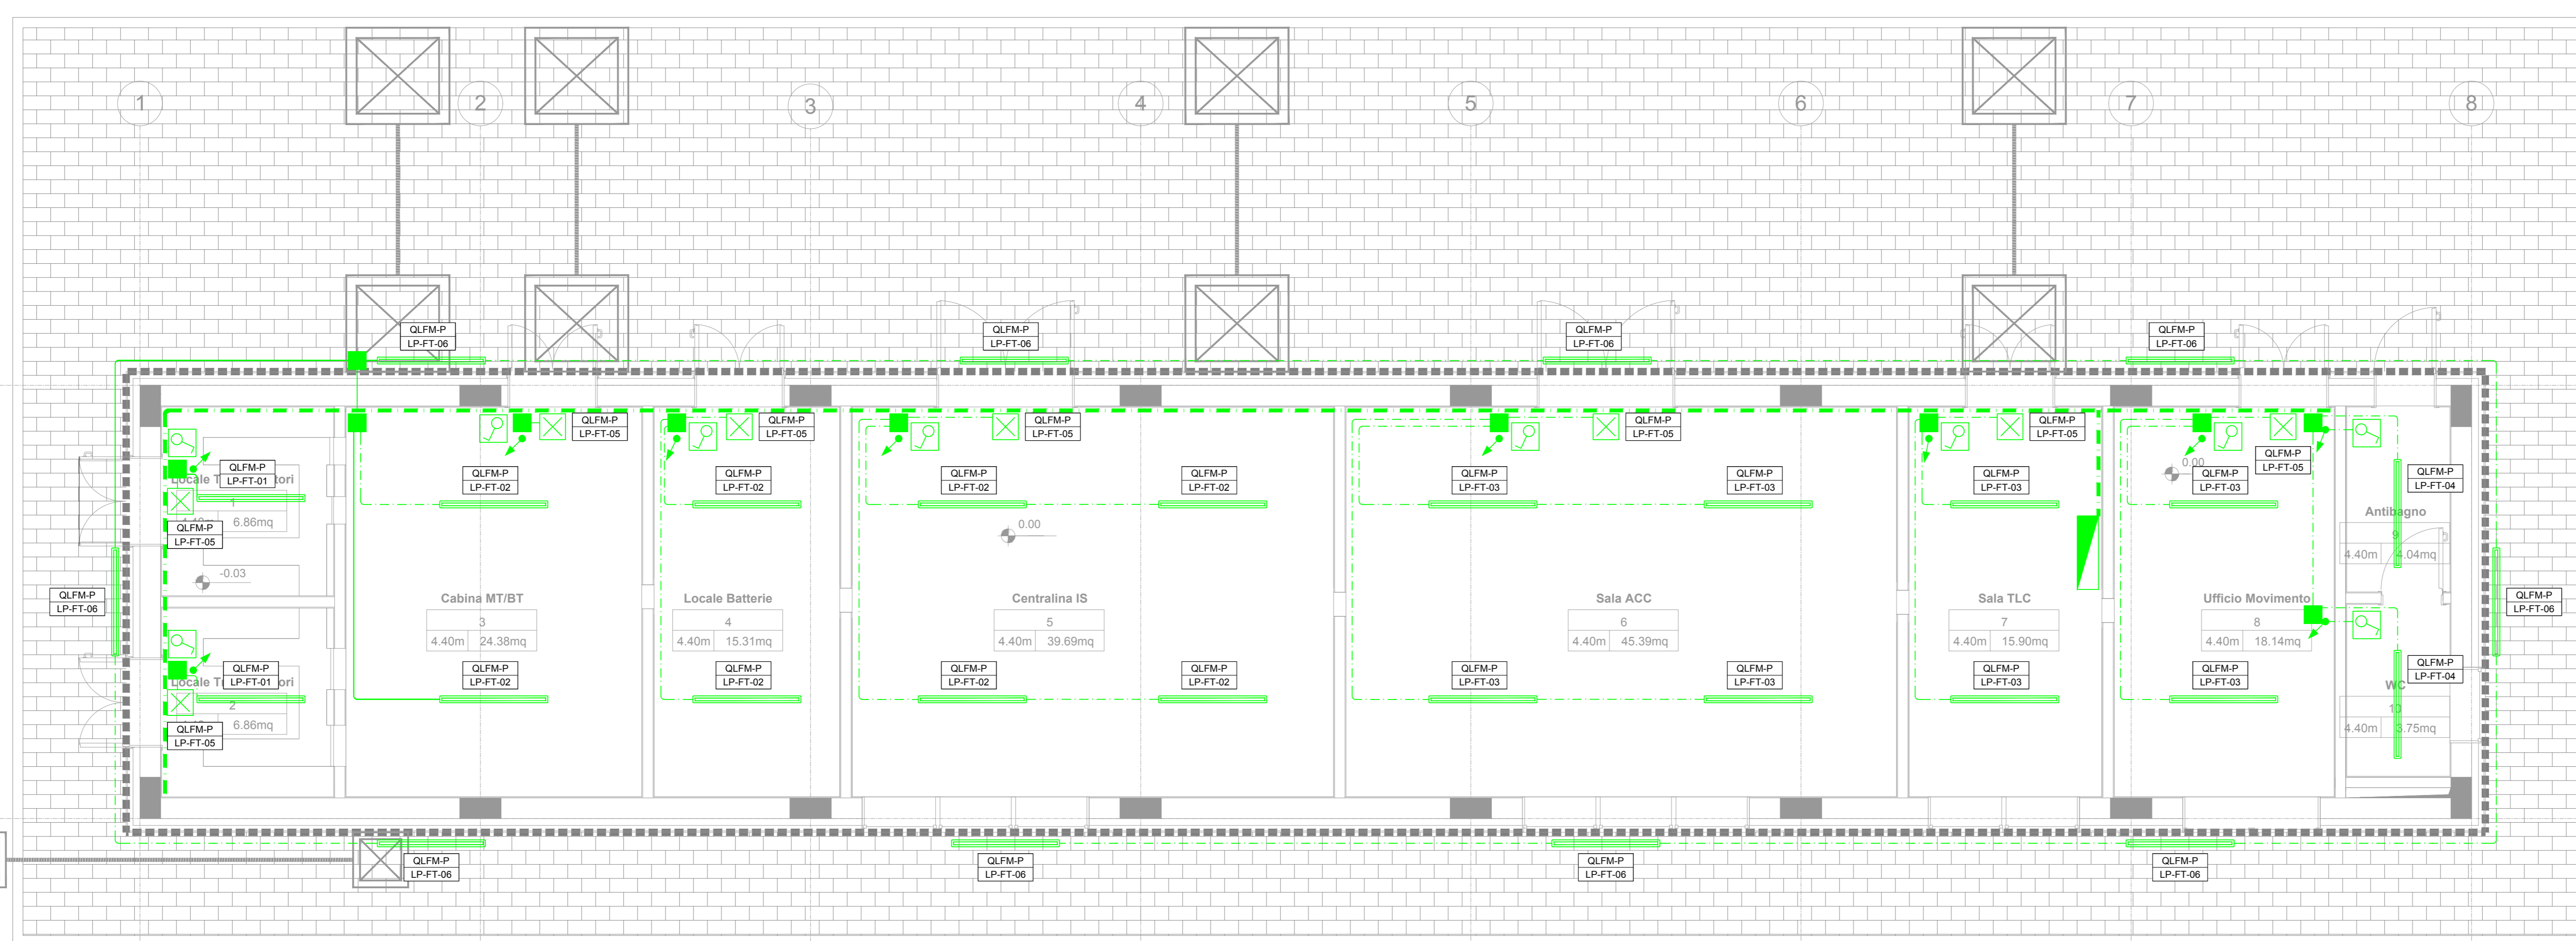 1
2
3
4
5
6
7
8
QLFM-P
LP-FT-06
QLFM-P
LP-FT-06
QLFM-P
LP-FT-06
QLFM-P
LP-FT-06
QLFM-P
LP-FT-05
QLFM-P
LP-FT-05
QLFM-P
LP-FT-05
QLFM-P
LP-FT-05
QLFM-P
LP-FT-05
QLFM-P
LP-FT-05
QLFM-P
LP-FT-01
QLFM-P
LP-FT-02
QLFM-P
LP-FT-02
QLFM-P
LP-FT-02
QLFM-P
LP-FT-02
QLFM-P
LP-FT-03
QLFM-P
LP-FT-03
QLFM-P
LP-FT-03
0.00
QLFM-P
LP-FT-03
QLFM-P
LP-FT-04
Locale
1
6.86mq
QLFM-P
LP-FT-05
-0.03
0.00
Antibagno
9
4.40m 4.04mq
QLFM-P
LP-FT-06
Cabina MT/BT
3
4.40m 24.38mq
Locale Batterie
4
4.40m 15.31mq
Centralina IS
5
4.40m 39.69mq
Sala ACC
6
4.40m 45.39mq
Sala TLC
7
4.40m 15.90mq
Ufficio Movimento
8
4.40m 18.14mq
QLFM-P
LP-FT-06
QLFM-P
LP-FT-01
QLFM-P
LP-FT-02
QLFM-P
LP-FT-02
QLFM-P
LP-FT-02
QLFM-P
LP-FT-02
QLFM-P
LP-FT-03
QLFM-P
LP-FT-03
QLFM-P
LP-FT-03
QLFM-P
LP-FT-03
QLFM-P
LP-FT-04
Locale
2
6.86mq
QLFM-P
LP-FT-05
WC
10
4.40m 3.75mq
QLFM-P
LP-FT-06
QLFM-P
LP-FT-06
QLFM-P
LP-FT-06
QLFM-P
LP-FT-06